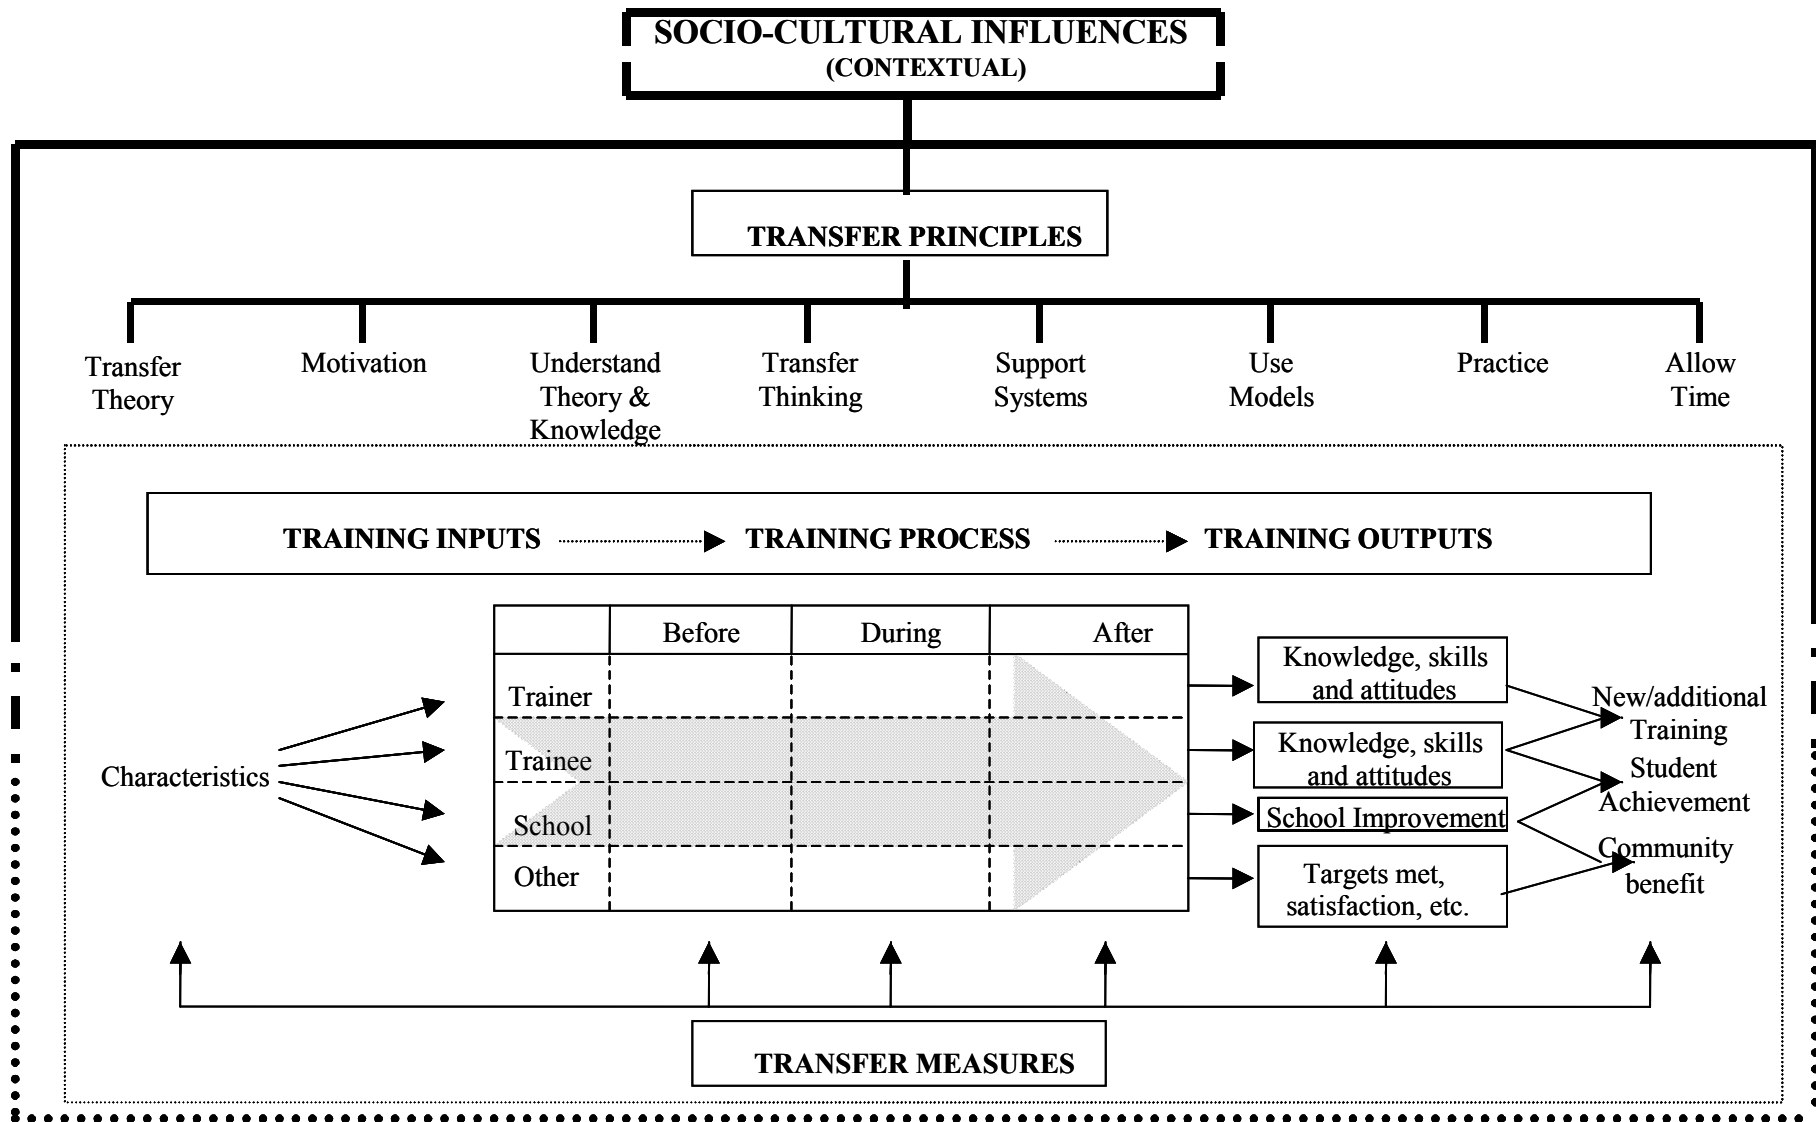 SOCIO-CULTURAL INFLUENCES
(CONTEXTUAL)
TRANSFER PRINCIPLES
Transfer
Theory
Motivation
Understand
Theory &
Knowledge
Transfer
Thinking
Support
Systems
Use
Models
Practice
Allow
Time
TRAINING INPUTS
TRAINING PROCESS
TRAINING OUTPUTS
Before
During
After
Characteristics
Trainer
Trainee
School
Other
Knowledge, skills
and attitudes
Knowledge, skills
and attitudes
School Improvement
Targets met,
satisfaction, etc.
New/additional
Training
Student
Achievement
Community
benefit
TRANSFER MEASURES